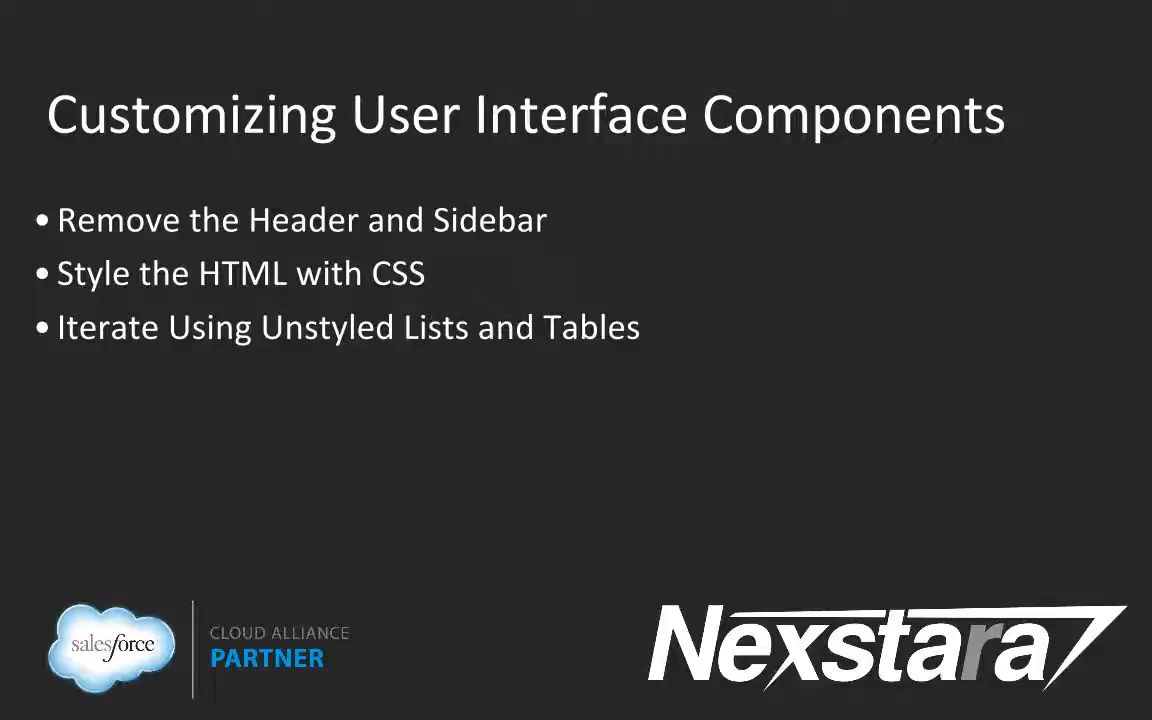 Customizing User Interface Components
• Remove the Header and Sidebar
• Style the HTML with CSS
• Iterate Using Unstyled Lists and Tables
salesforce
CLOUD ALLIANCE
PARTNER
Nexstara